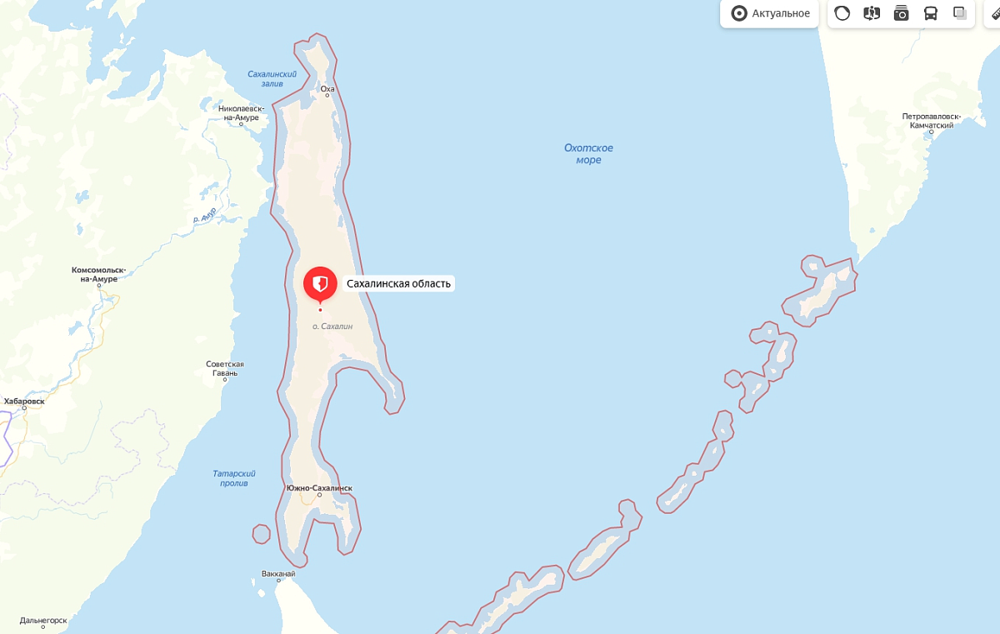 Актуальное
Сахалинский
залив
Оха
Николаевск-
на-Амуре
Петропавловск-
Камчатский
Охотское
море
р. Амур
Комсомольск-
на-Амуре
Сахалинская область
о. Сахалин
Советская
Гавань
Хабаровск
Татарский
пролив
Южно-Сахалинск
Вакканай
Дальнегорск